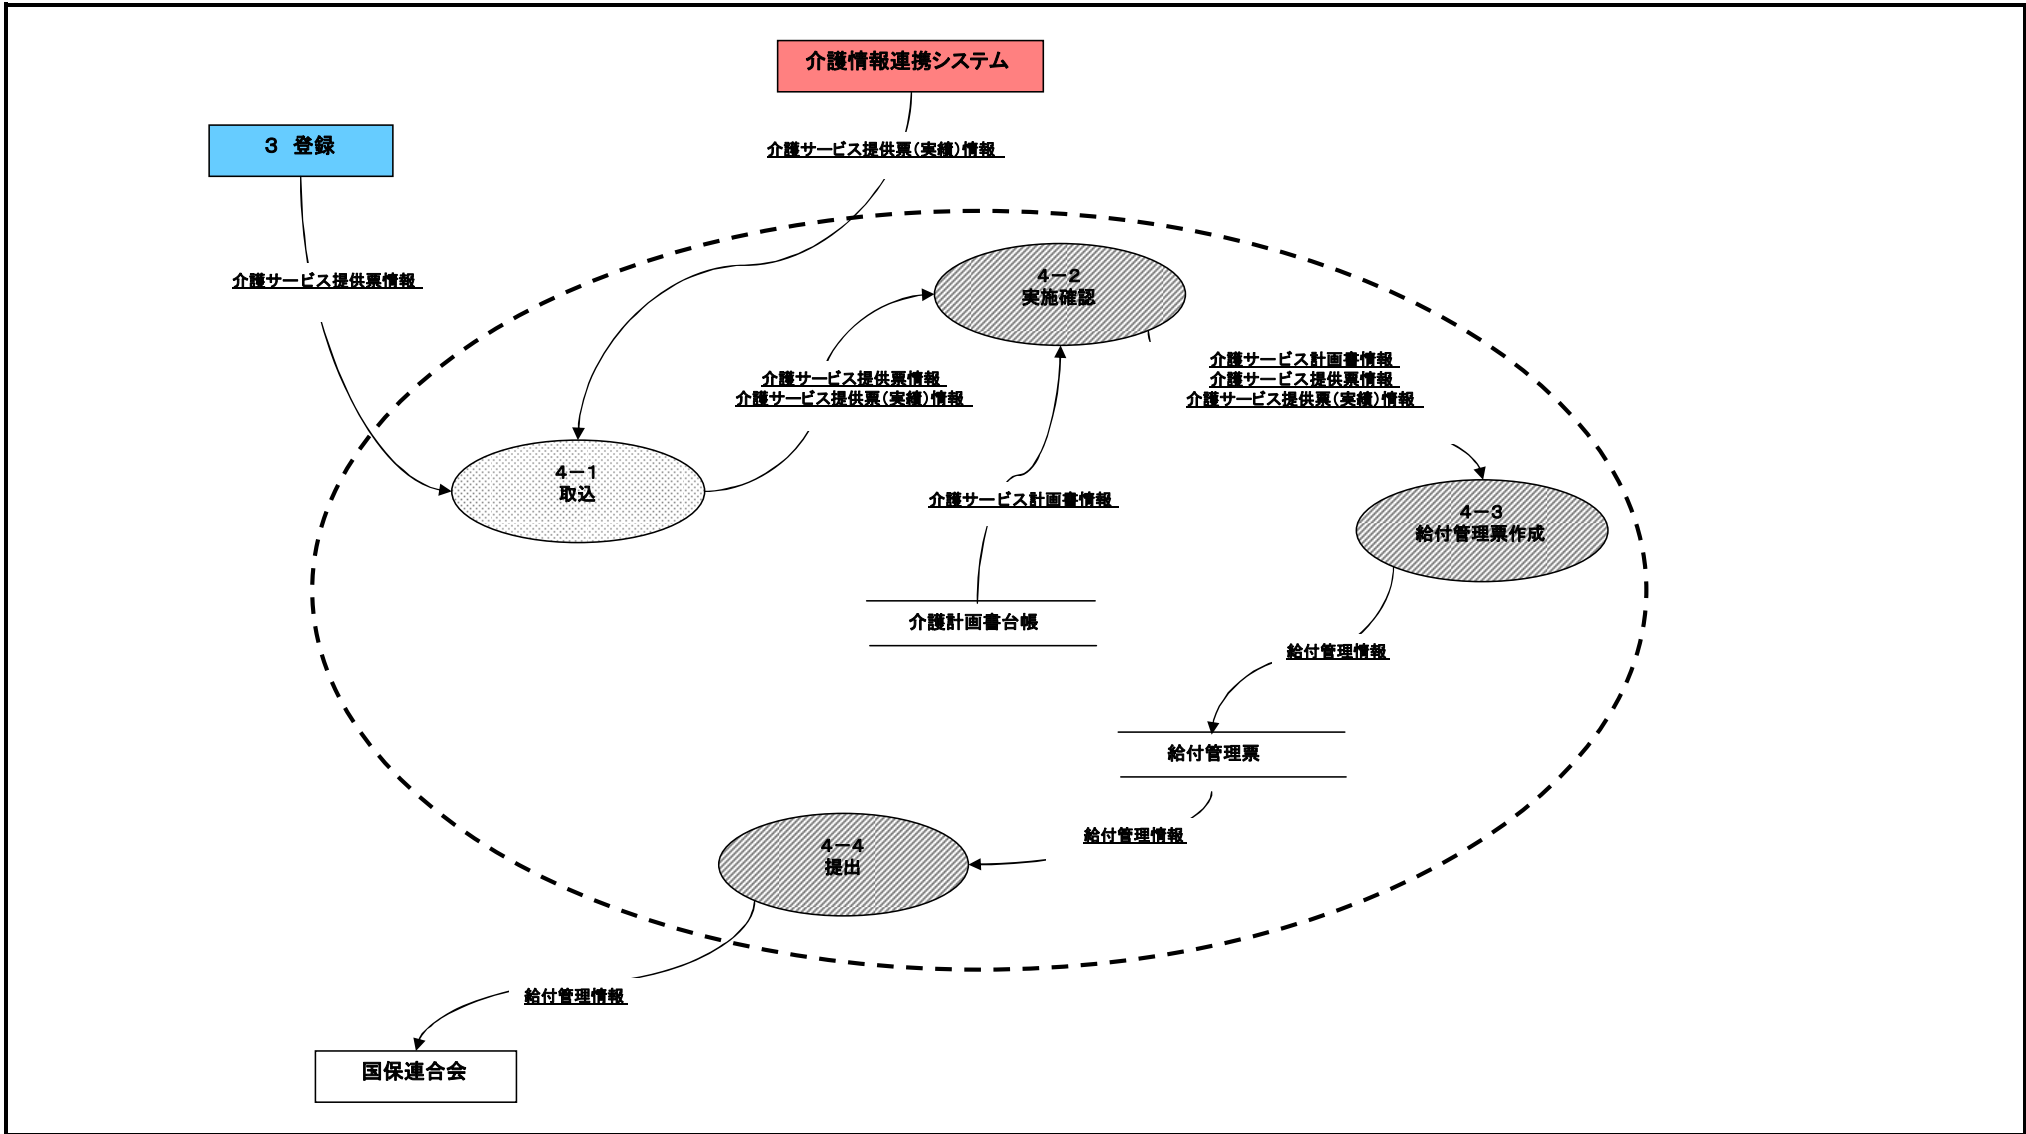 介護情報連携システム
3 登録
介護サービス提供票(実績)情報
介護サービス提供票情報
4-2
実施確認
介護サービス提供票情報
介護サービス提供票(実績)情報
介護サービス計画書情報
介護サービス提供票情報
介護サービス提供票(実績)情報
4-1
取込
介護サービス計画書情報
4-3
給付管理票作成
介護計画書台帳
給付管理情報
給付管理票
給付管理情報
4-4
提出
給付管理情報
国保連合会